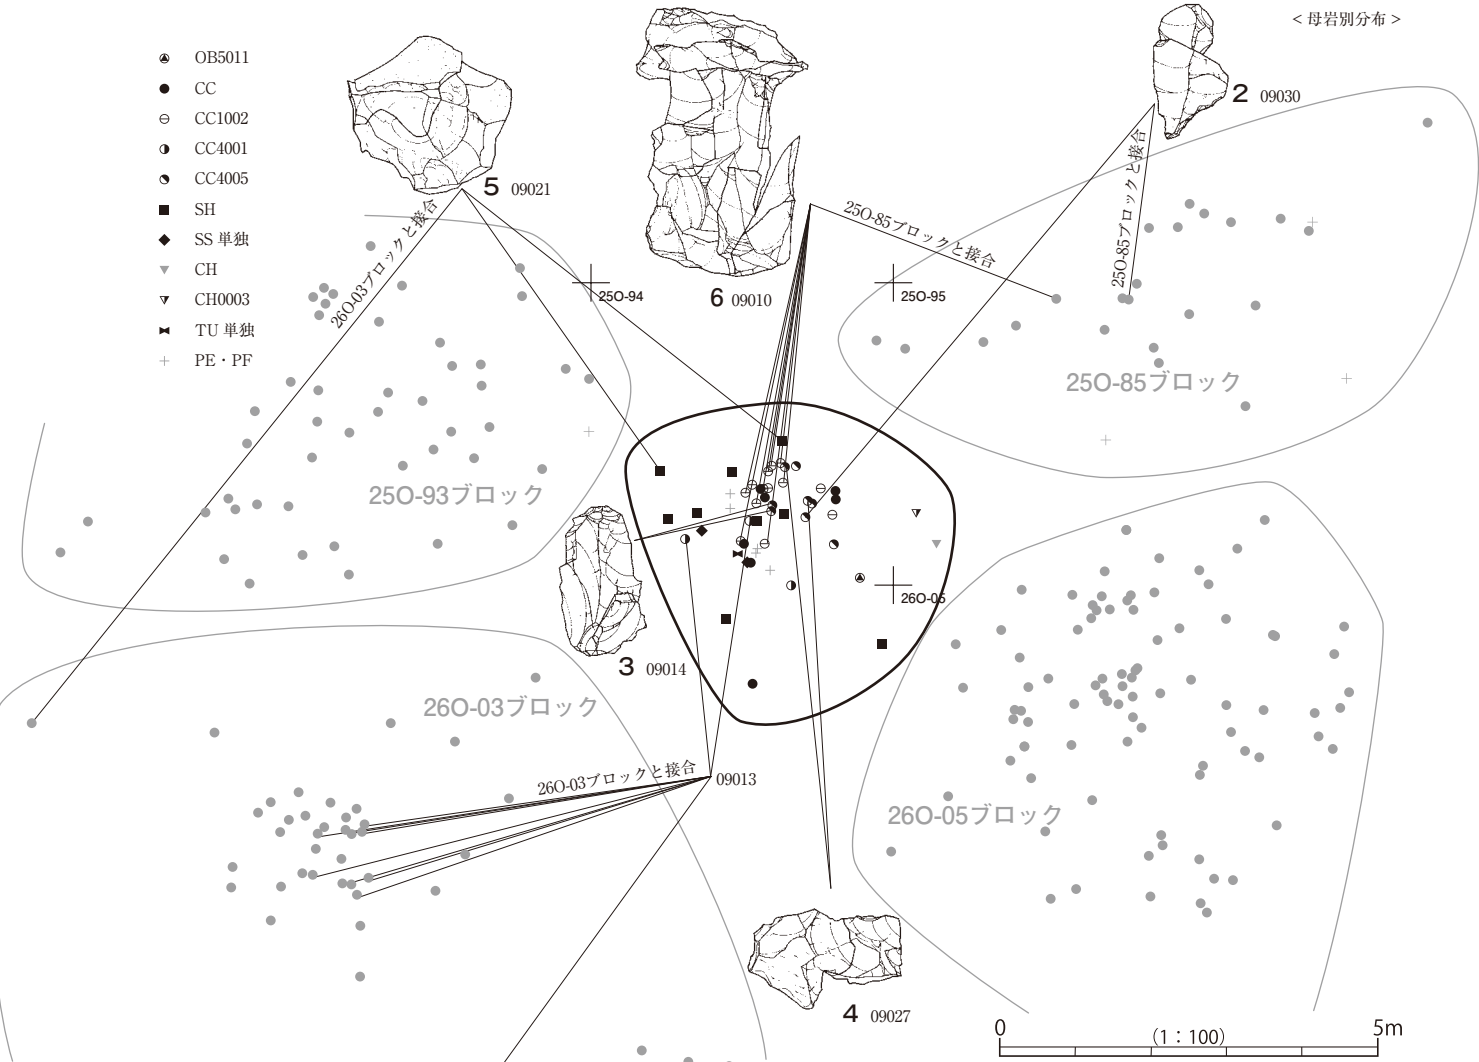 < 母岩別分布 >
OB5011
CC
CC1002
CC4001
CC4005
SH
SS 単独
CH
CH0003
TU 単独
PE・PF
5 09021
6 09010
2 09030
26O-03ブロックと接合
25O-85ブロックと接合
25O-85ブロックと接合
25O-94
25O-95
25O-85ブロック
25O-93ブロック
26O-05
3 09014
26O-03ブロック
26O-03ブロックと接合
09013
26O-05ブロック
4 09027
0 (1：100) 5m